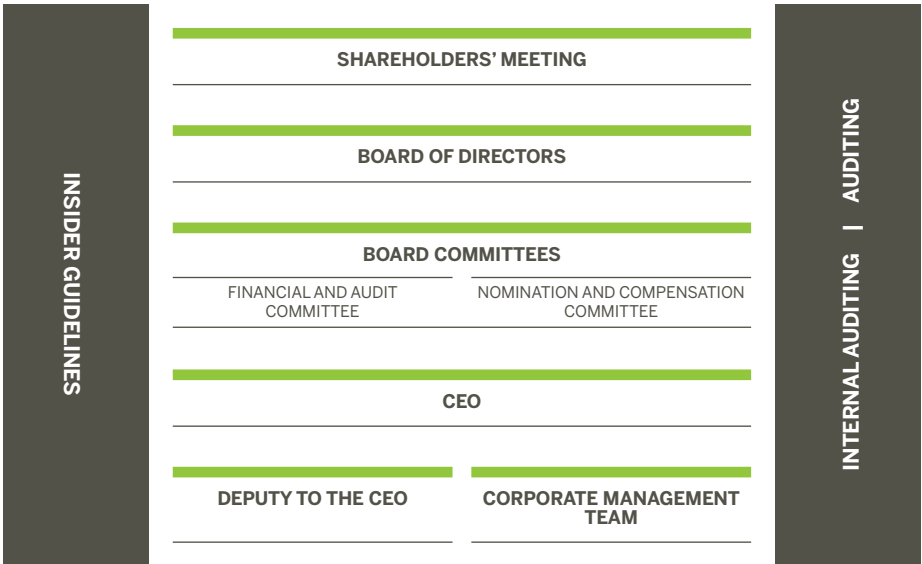 INSIDER GUIDELINES
SHAREHOLDERS’ MEETING
BOARD OF DIRECTORS
BOARD COMMITTEES
FINANCIAL AND AUDIT
COMMITTEE
NOMINATION AND COMPENSATION
COMMITTEE
CEO
DEPUTY TO THE CEO
CORPORATE MANAGEMENT
TEAM
INTERNAL AUDITING | AUDITING